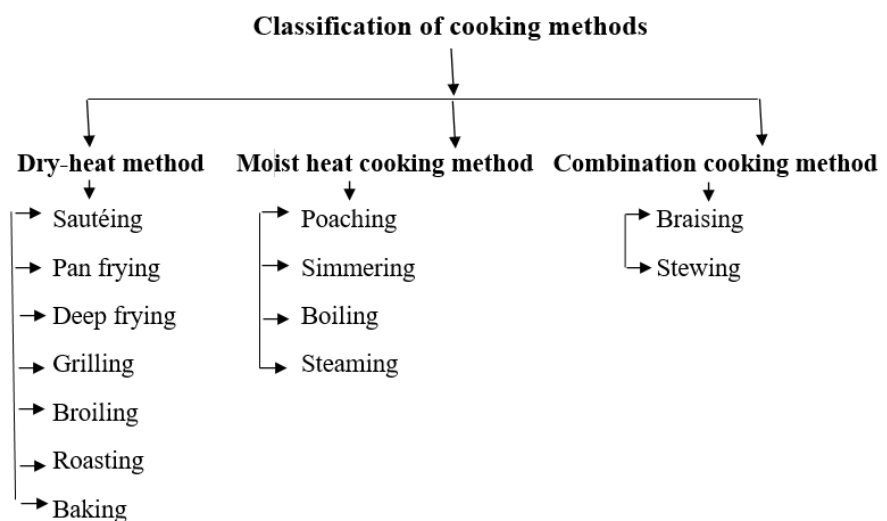 Classification of cooking methods
Dry-heat method
Sautéing
Pan frying
Deep frying
Grilling
Broiling
Roasting
Baking
Moist heat cooking method
Poaching
Simmering
Boiling
Steaming
Combination cooking method
Braising
Stewing